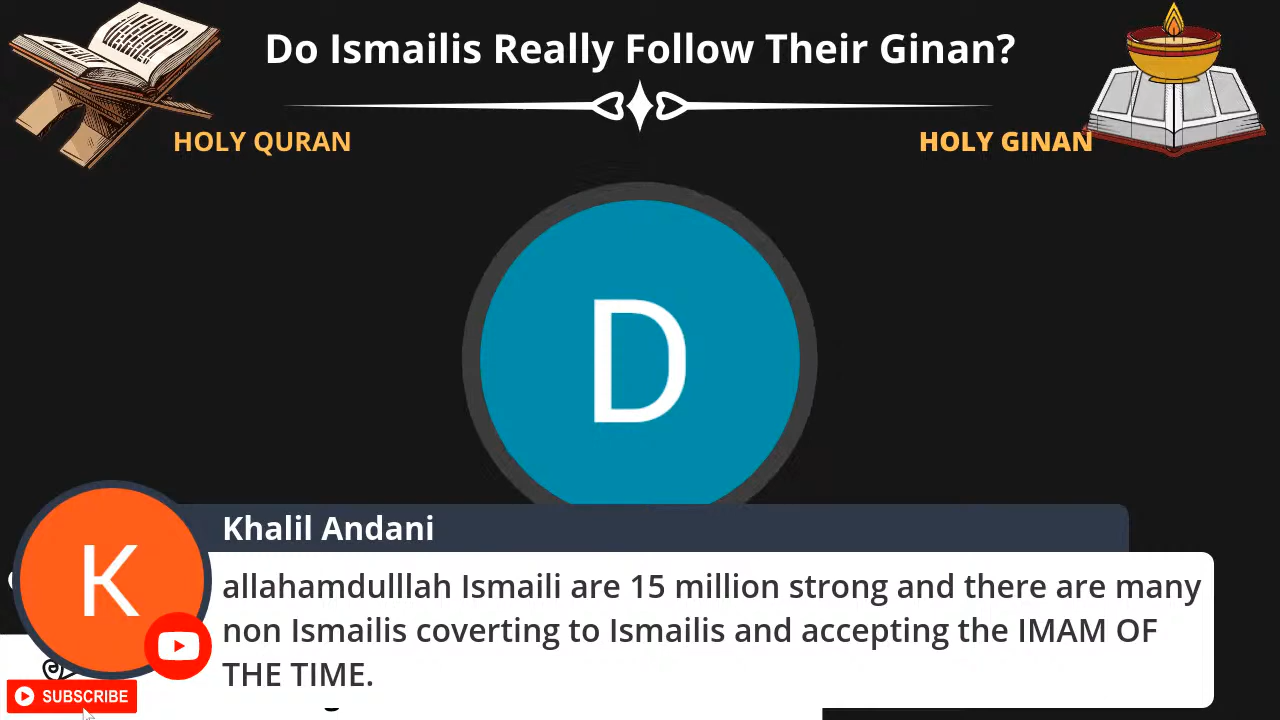 Do Ismailis Really Follow Their Ginan?
HOLY QURAN
HOLY GINAN
D
K
Khalil Andani
allahamdulllah Ismaili are 15 million strong and there are many
non Ismailis coverting to Ismailis and accepting the IMAM OF
THE TIME.
SUBSCRIBE